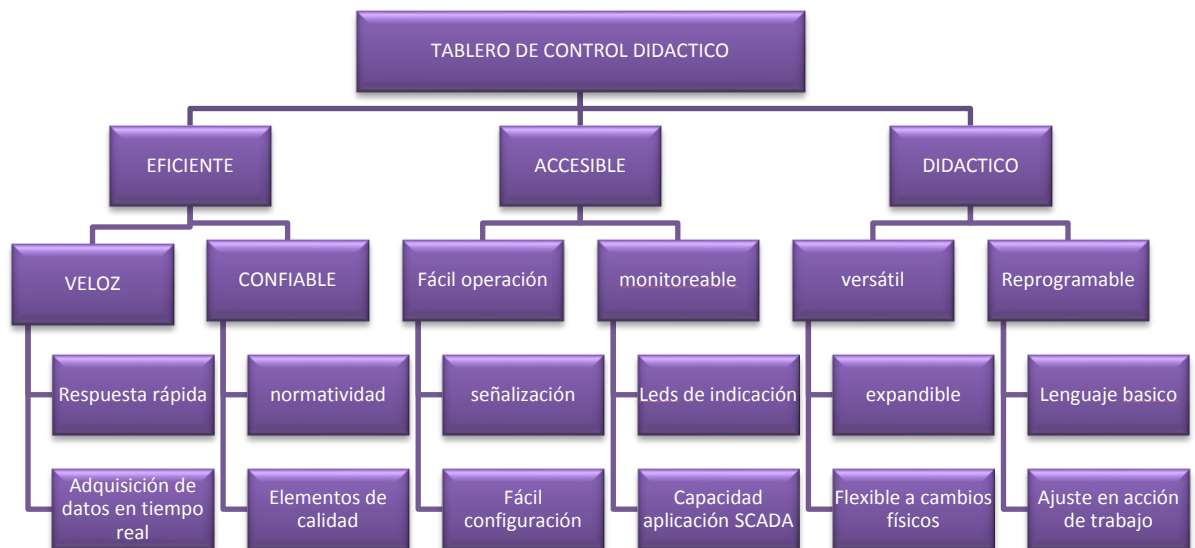 TABLERO DE CONTROL DIDACTICO
EFICIENTE
ACCESIBLE
DIDACTICO
VELOZ
CONFIABLE
Fácil operación
monitoreable
versátil
Reprogramable
Respuesta rápida
normatividad
señalización
Leds de indicación
expandible
Lenguaje basico
Adquisición de
datos en tiempo
real
Elementos de
calidad
Fácil
configuración
Capacidad
aplicación SCADA
Flexible a cambios
físicos
Ajuste en acción
de trabajo